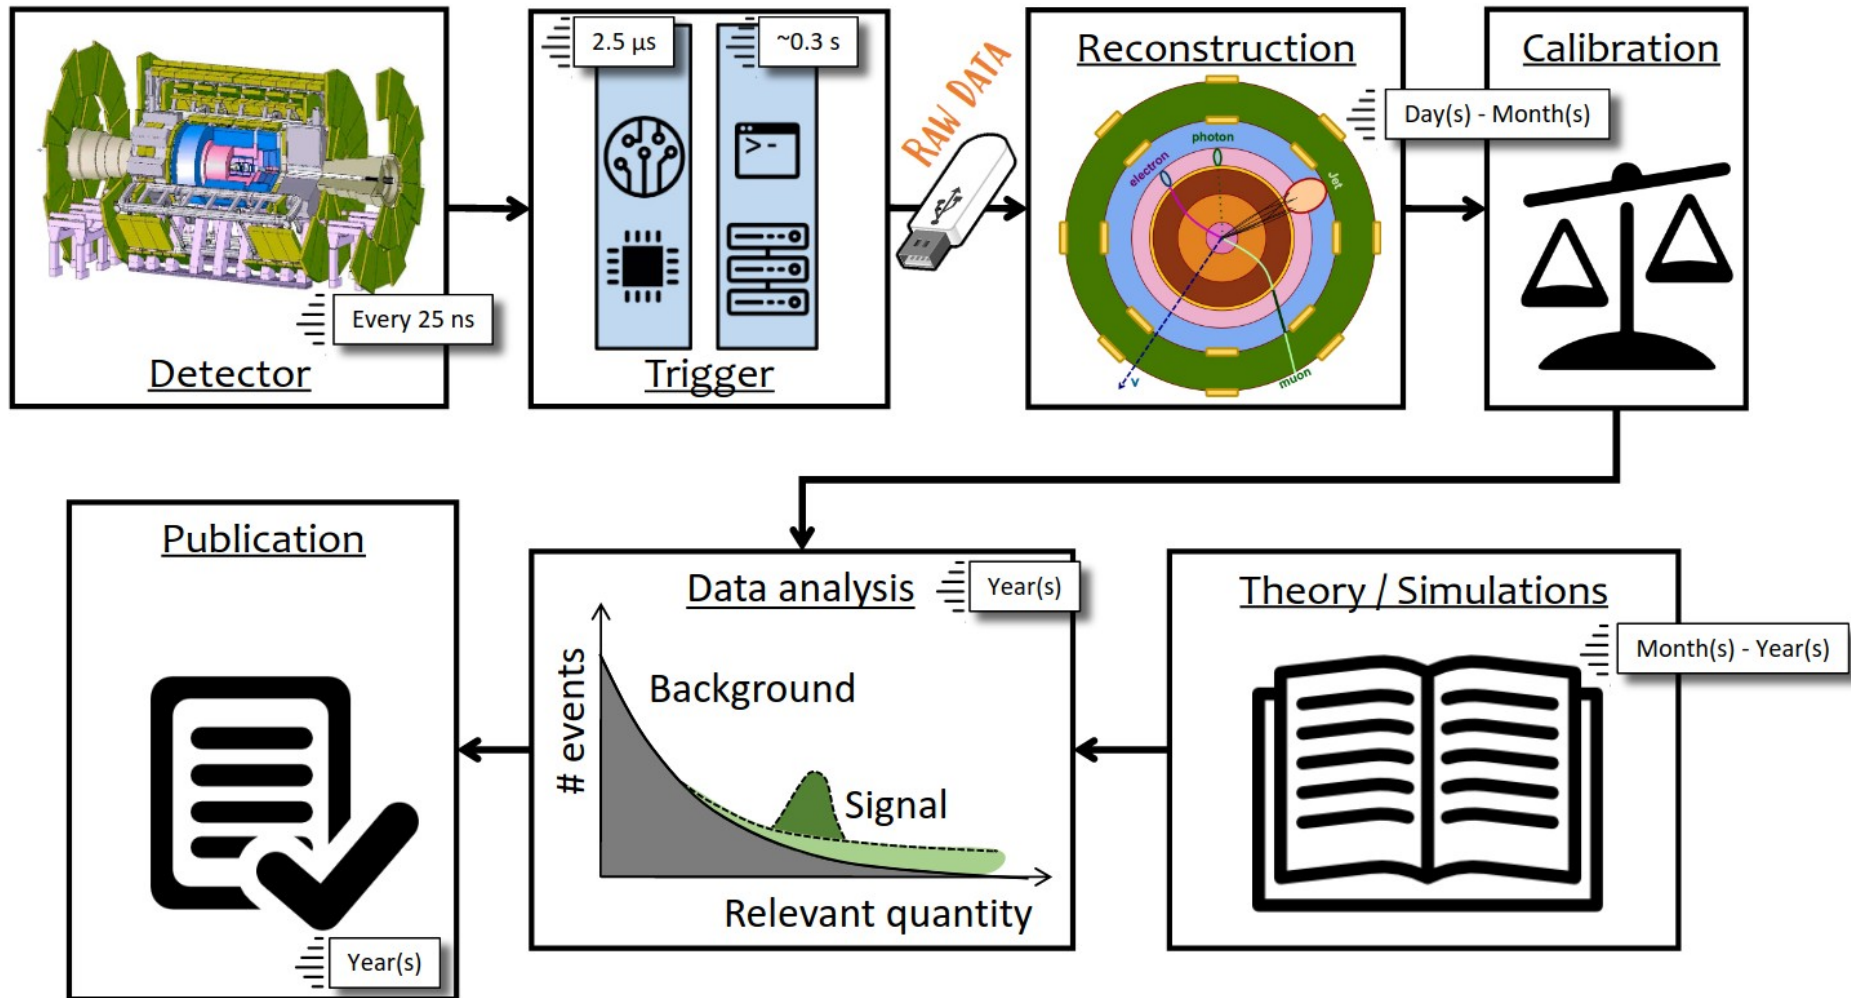 2.5 µs
~0.3 s
Every 25 ns
Detector
>-
Trigger
RAW DATA
Reconstruction
Day(s) - Month(s)
photon
electron
Jet
ν
muon
Calibration
Publication
Year(s)
Data analysis
Year(s)
# events
Background
Signal
Relevant quantity
Theory / Simulations
Month(s) - Year(s)